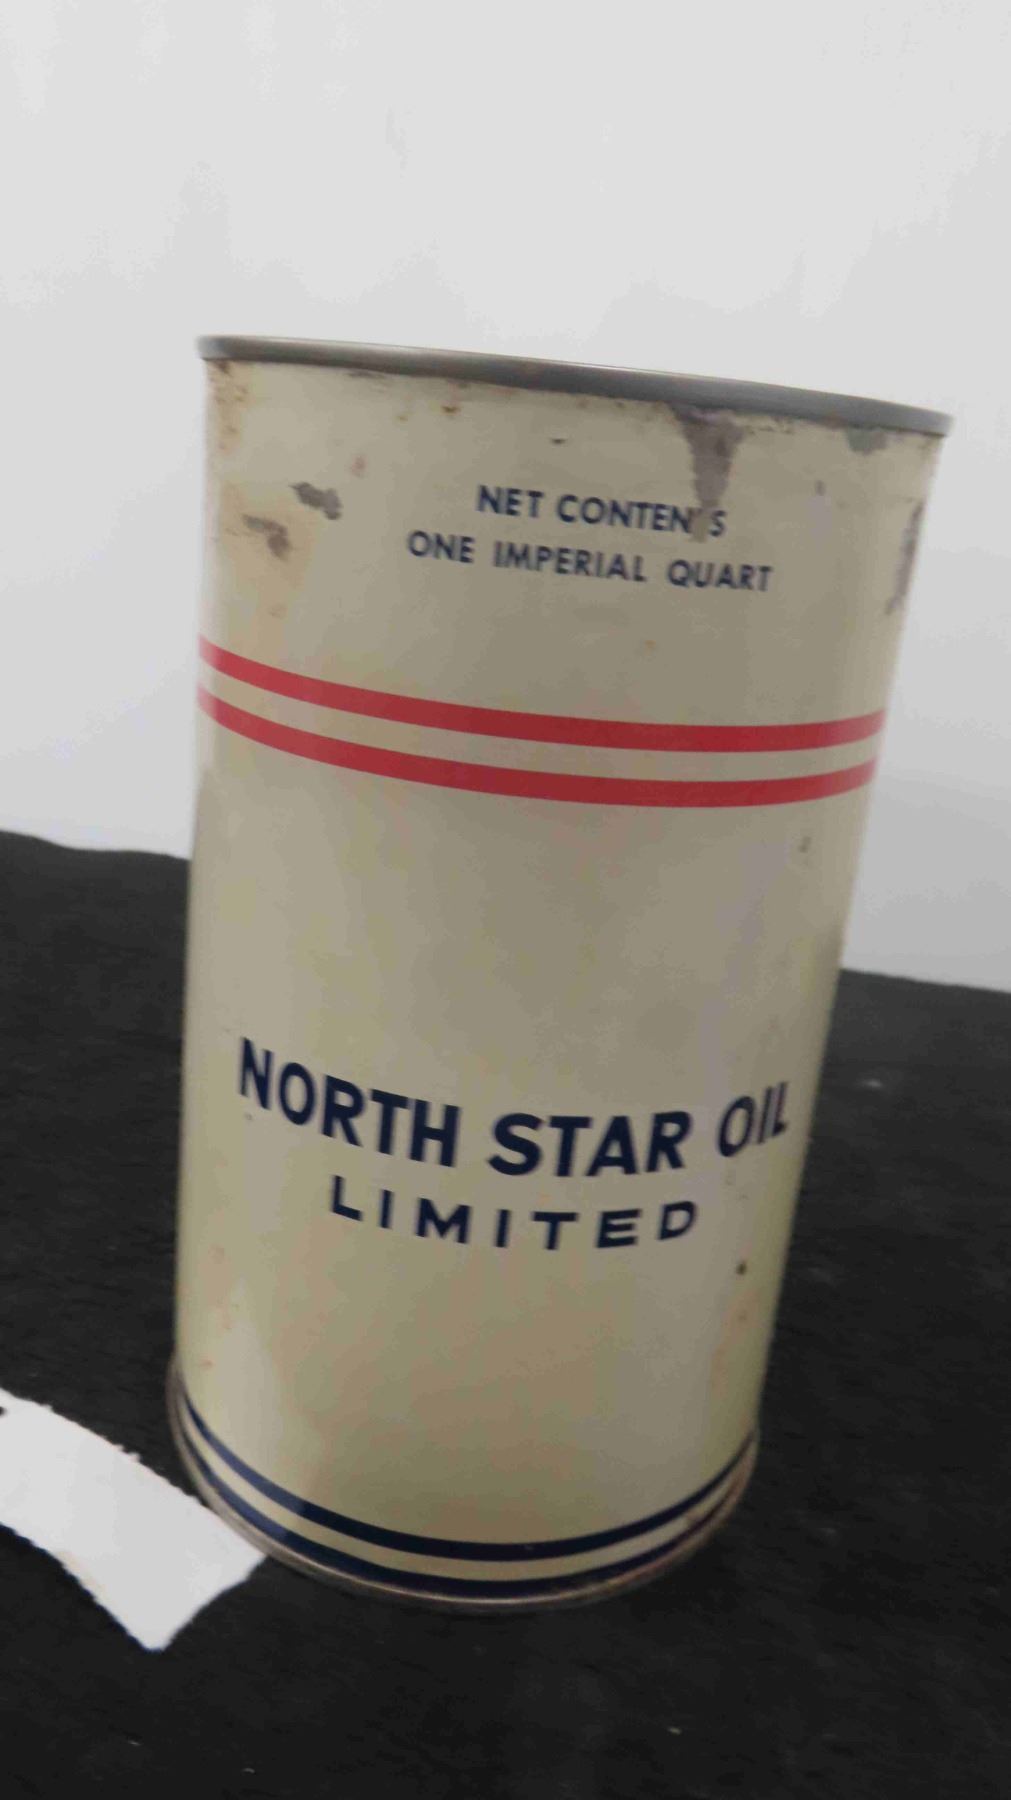 NET CONTEN S
ONE IMPERIAL QUART
NORTH STAR OIL
LIMITED